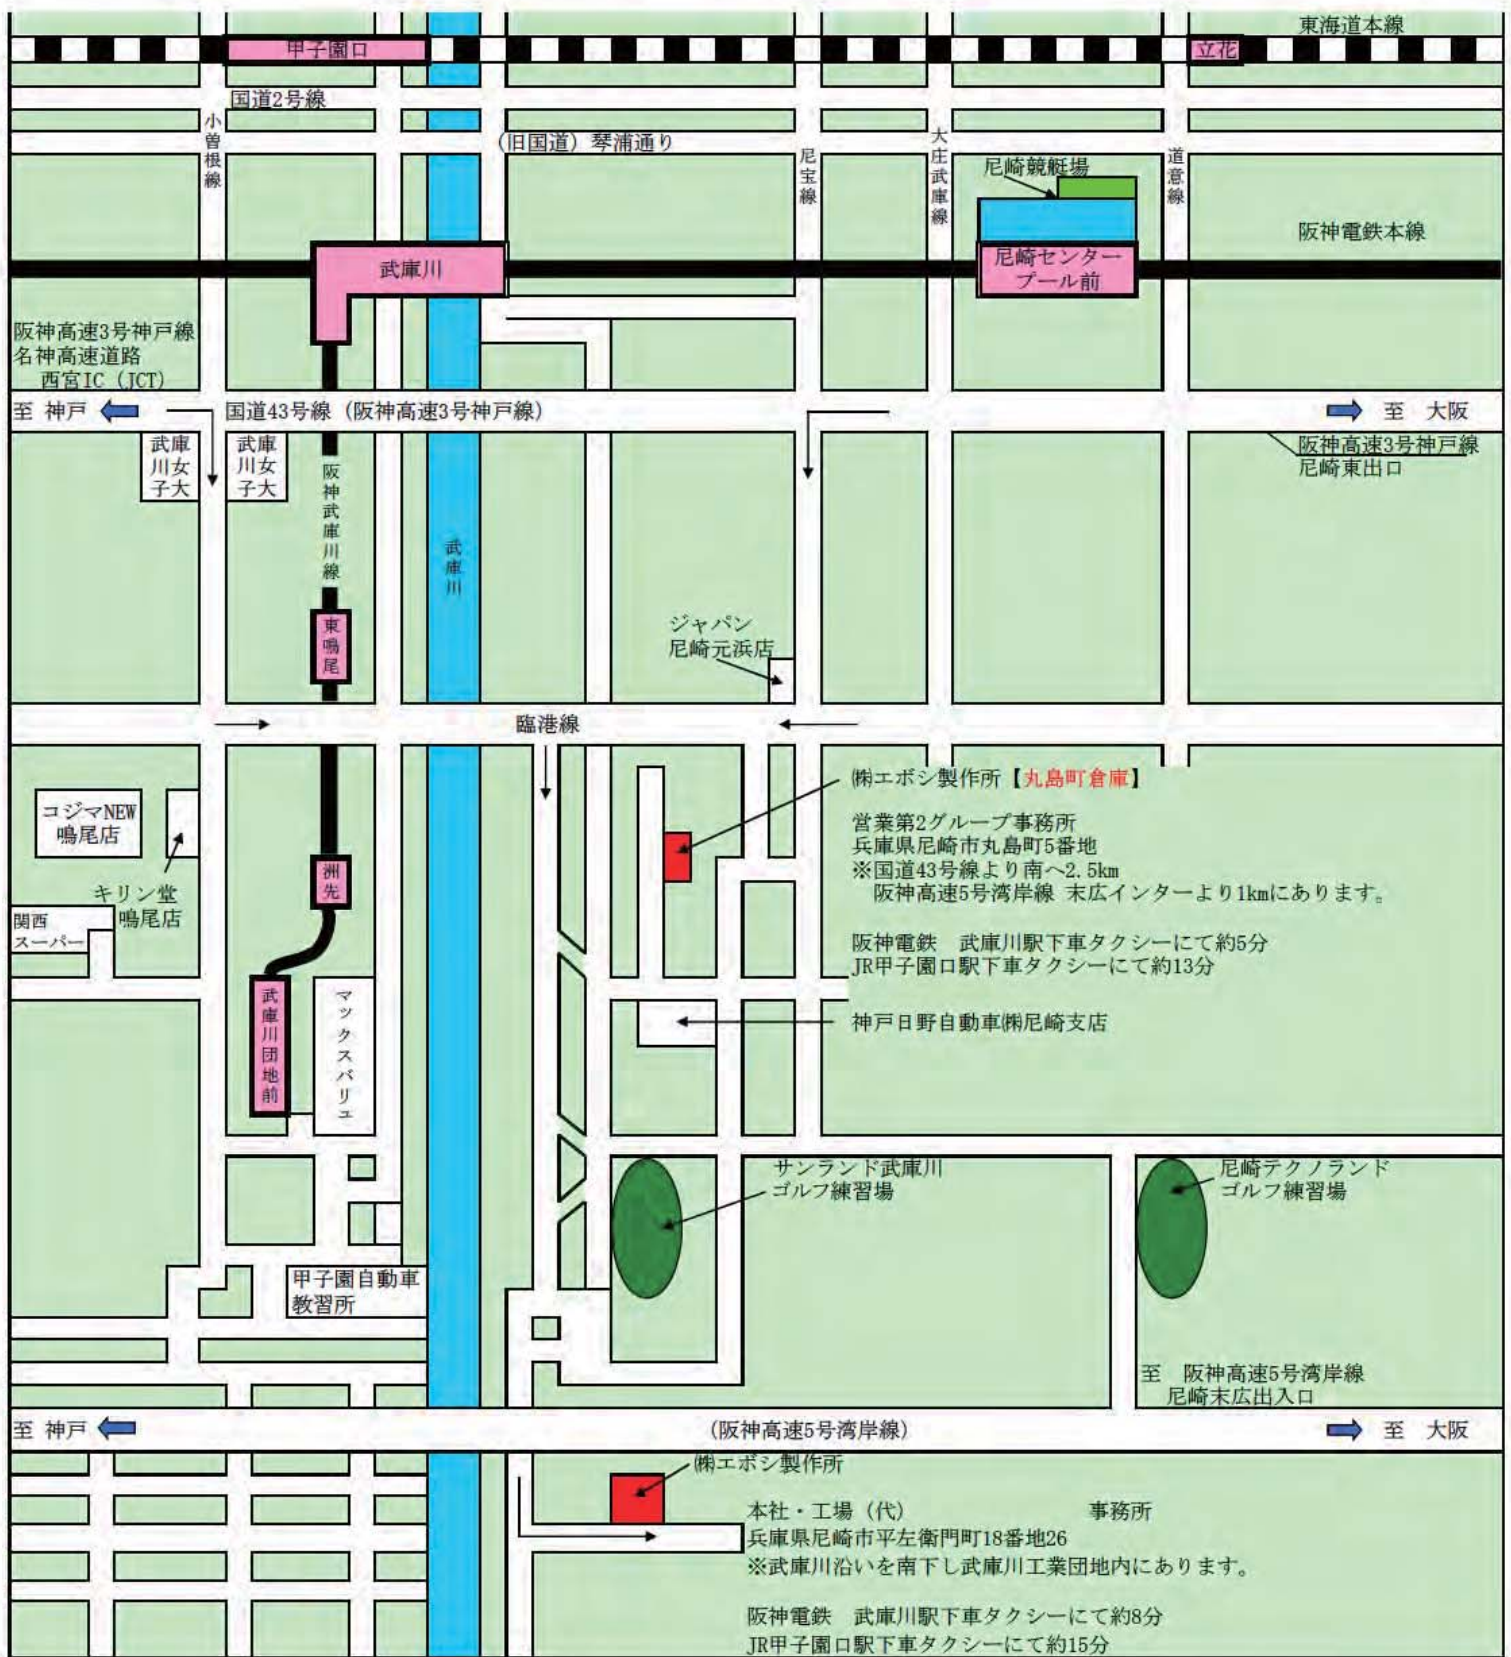 東海道本線
甲子園口
立花
国道2号線
小曽根線
(旧国道)琴浦通り
尼宝線
大庄武庫線
道意線
尼崎競艇場
阪神電鉄本線
武庫川
尼崎センター
プール前
阪神高速3号神戸線
名神高速道路
西宮IC (JCT)
至 神戸
国道43号線(阪神高速3号神戸線)
至 大阪
武庫
川女
子大
武庫
川女
子大
阪神武庫川線
武庫川
阪神高速3号神戸線
尼崎東出口
東鳴尾
ジャパン
尼崎元浜店
臨港線
㈱エボシ製作所【丸島町倉庫】
営業第2グループ事務所
兵庫県尼崎市丸島町5番地
※国道43号線より南へ2.5km
阪神高速5号湾岸線 末広インターより1kmにあります。
阪神電鉄 武庫川駅下車タクシーにて約5分
JR甲子園口駅下車タクシーにて約13分
コジマNEW
鳴尾店
キリン堂
鳴尾店
関西
スーパー
洲先
武庫川団地前
マックスバリュ
神戸日野自動車㈱尼崎支店
サンランド武庫川
ゴルフ練習場
尼崎テクノランド
ゴルフ練習場
甲子園自動車
教習所
至 阪神高速5号湾岸線
尼崎末広出入口
至 神戸
(阪神高速5号湾岸線)
至 大阪
㈱エボシ製作所
本社・工場(代) 事務所
兵庫県尼崎市平左衛門町18番地26
※武庫川沿いを南下し武庫川工業団地内にあります。
阪神電鉄 武庫川駅下車タクシーにて約8分
JR甲子園口駅下車タクシーにて約15分